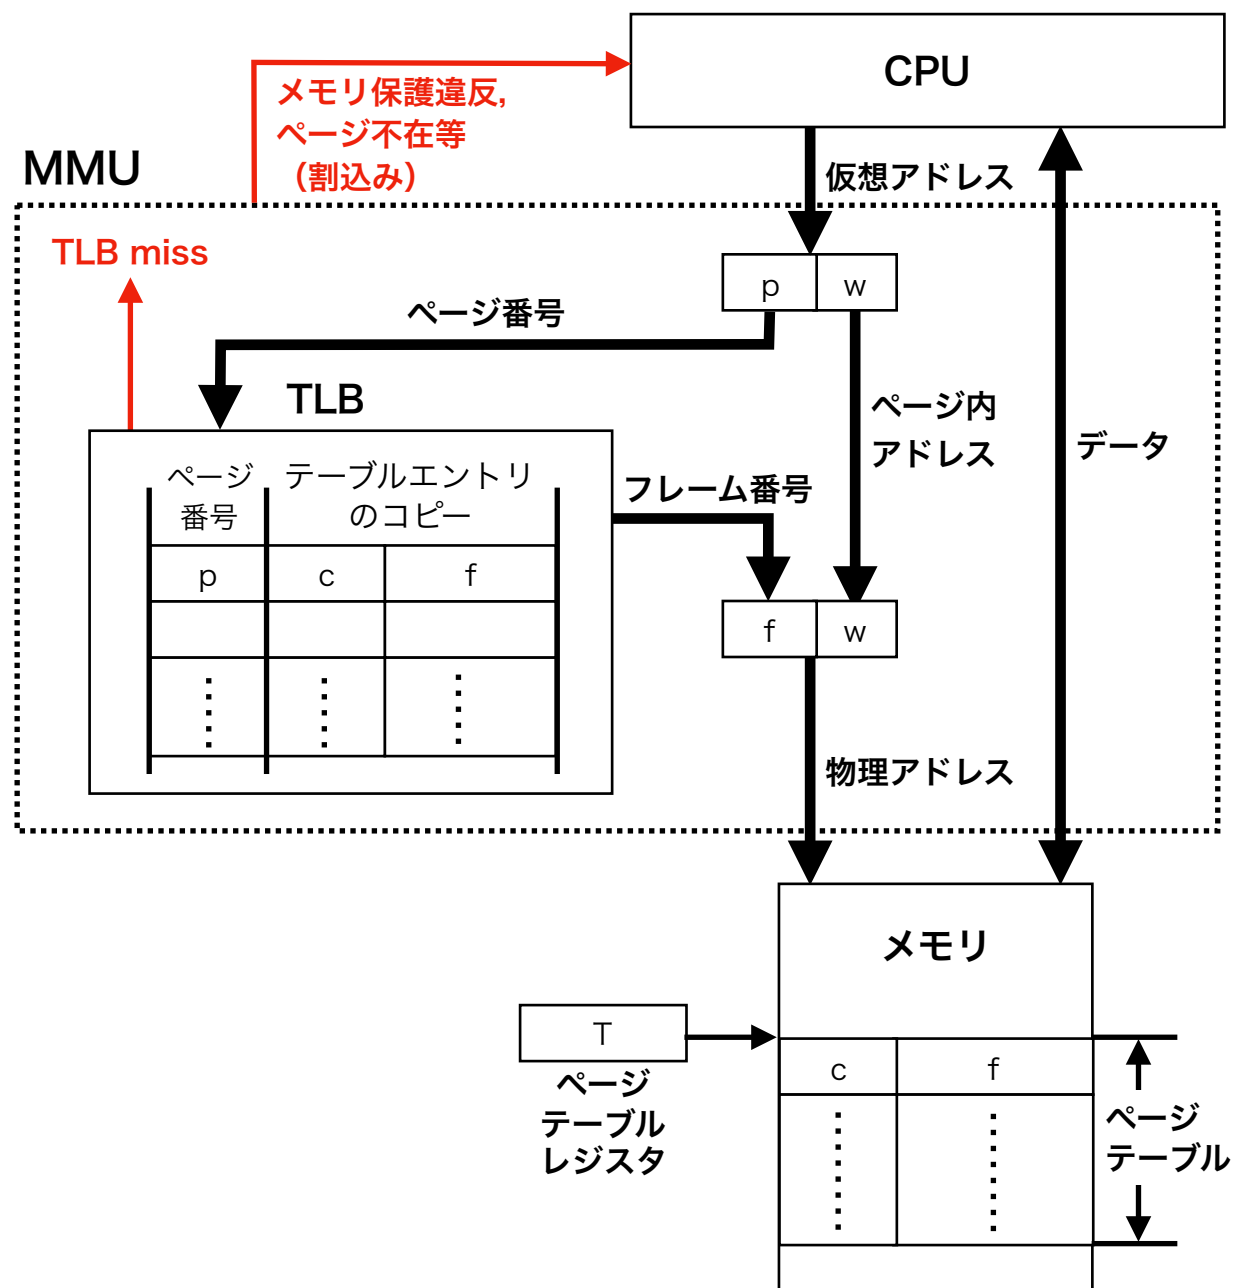 CPU
メモリ保護違反,
ページ不在等
（割込み）
MMU
仮想アドレス
TLB miss
p w
ページ番号
TLB
ページ内
アドレス
データ
ページ
番号
テーブルエントリ
のコピー
フレーム番号
p c f
f w
物理アドレス
メモリ
T
ページ
テーブル
レジスタ
c f
ページ
テーブル